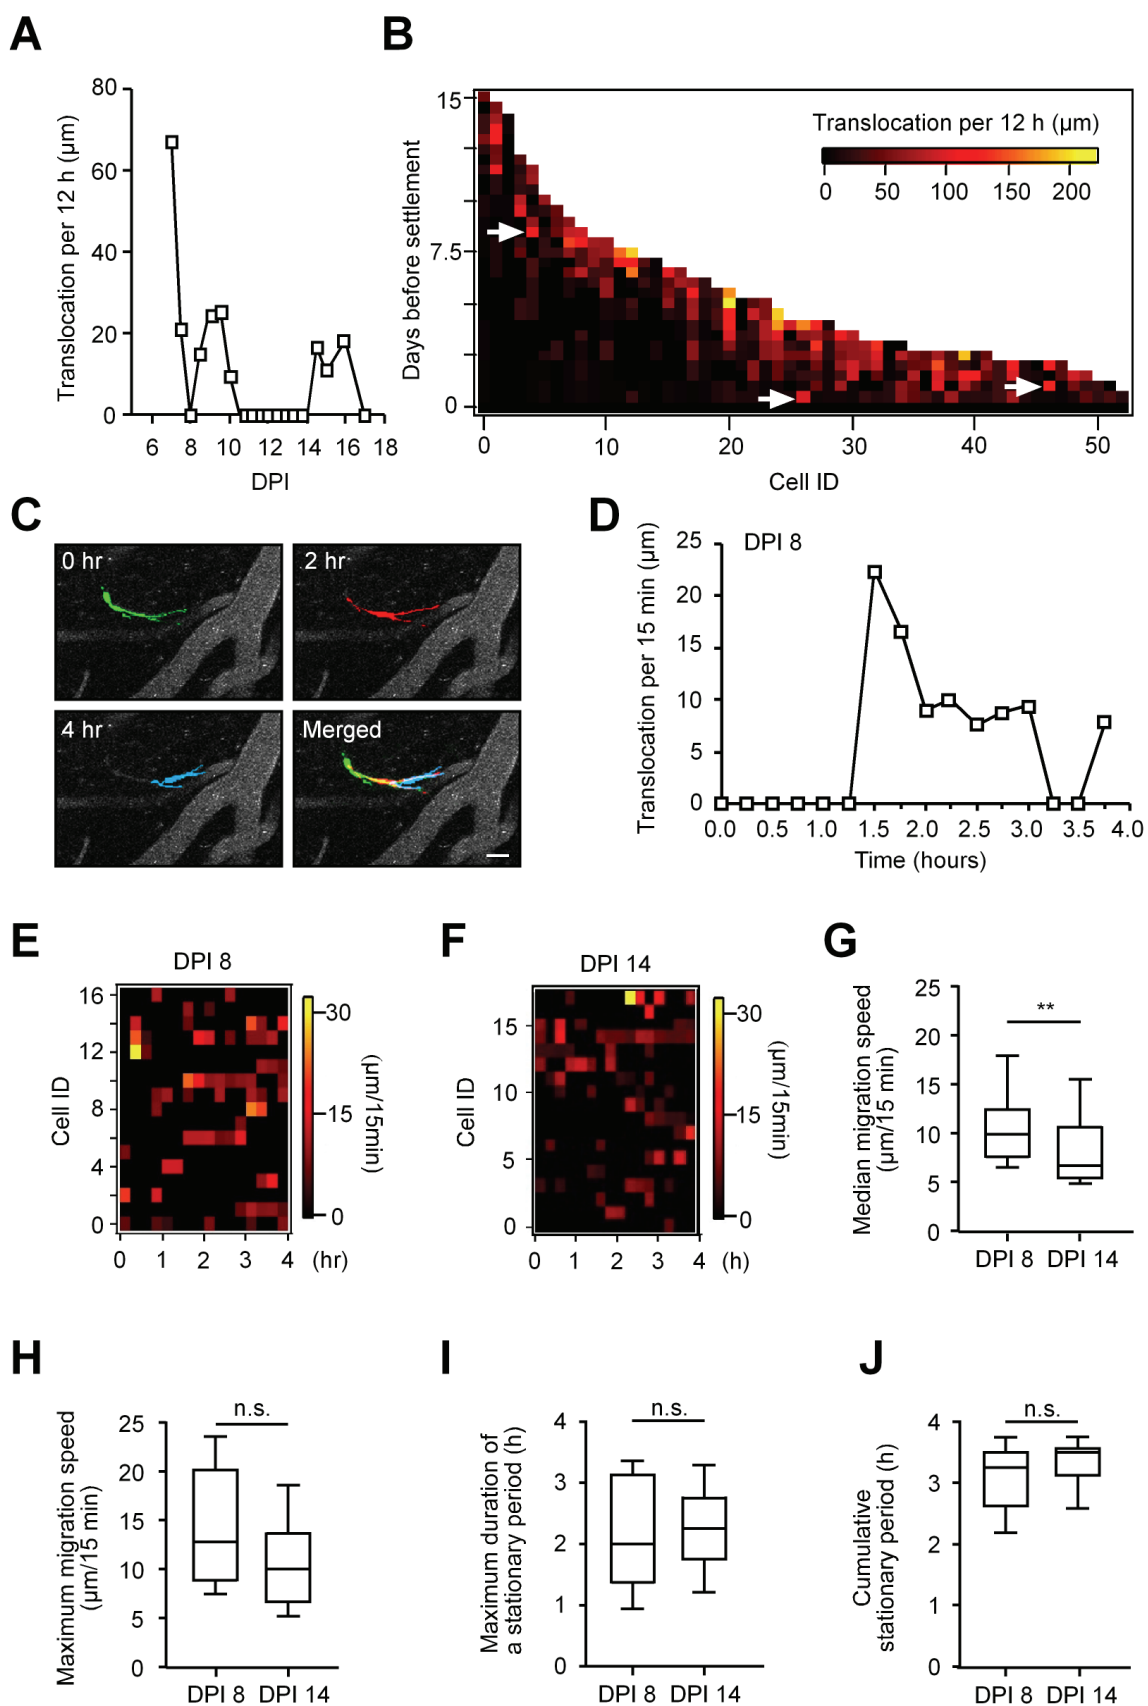 A
B
80
60
40
20
0
Translocation per 12 h (µm)
6 8 10 12 14 16 18
DPI
15
7.5
0
Days before settlement
Translocation per 12 h (µm)
0 50 100 150 200
0 10 20 30 40 50
Cell ID
C
0 hr
2 hr
4 hr
Merged
D
DPI 8
25
20
15
10
5
0
Translocation per 15 min (µm)
0.0 0.5 1.0 1.5 2.0 2.5 3.0 3.5 4.0
Time (hours)
E
DPI 8
16
12
8
4
0
Cell ID
0 1 2 3 4 (hr)
30
15
0
(µm/15min)
F
DPI 14
15
10
5
0
Cell ID
0 1 2 3 4 (h)
30
15
0
(µm/15min)
G
25
20
15
10
5
0
Median migration speed
(µm/15 min)
**
DPI 8 DPI 14
H
25
20
15
10
5
0
Maximum migration speed
(µm/15 min)
n.s.
DPI 8 DPI 14
I
4
3
2
1
0
Maximum duration of
a stationary period (h)
n.s.
DPI 8 DPI 14
J
4
3
2
1
0
Cumulative
stationary period (h)
n.s.
DPI 8 DPI 14